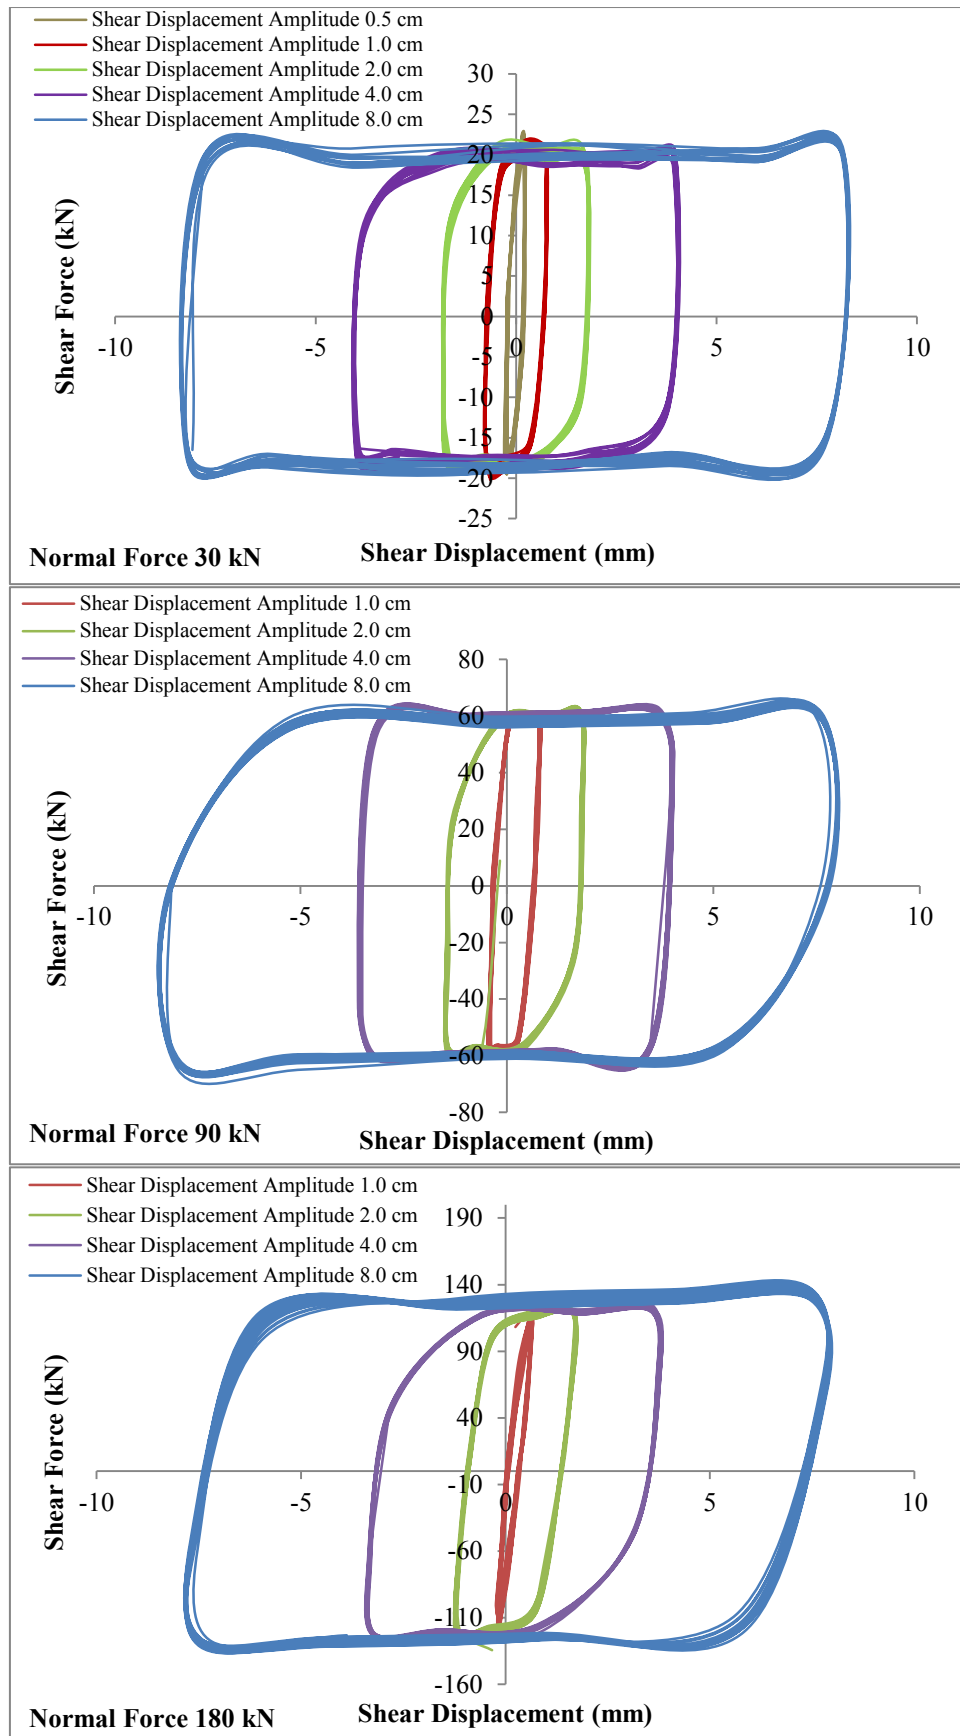 Shear Displacement Amplitude 0.5 cm
Shear Displacement Amplitude 1.0 cm
Shear Displacement Amplitude 2.0 cm
Shear Displacement Amplitude 4.0 cm
Shear Displacement Amplitude 8.0 cm
30
25
20
15
10
5
0
-5
-10
-15
-20
-25
-10
-5
0
5
10
Shear Force (kN)
Shear Displacement (mm)
Normal Force 30 kN
Shear Displacement Amplitude 1.0 cm
Shear Displacement Amplitude 2.0 cm
Shear Displacement Amplitude 4.0 cm
Shear Displacement Amplitude 8.0 cm
80
60
40
20
0
-20
-40
-60
-80
-10
-5
0
5
10
Shear Force (kN)
Shear Displacement (mm)
Normal Force 90 kN
Shear Displacement Amplitude 1.0 cm
Shear Displacement Amplitude 2.0 cm
Shear Displacement Amplitude 4.0 cm
Shear Displacement Amplitude 8.0 cm
190
140
90
40
-10
-60
-110
-160
-10
-5
0
5
10
Shear Force (kN)
Shear Displacement (mm)
Normal Force 180 kN